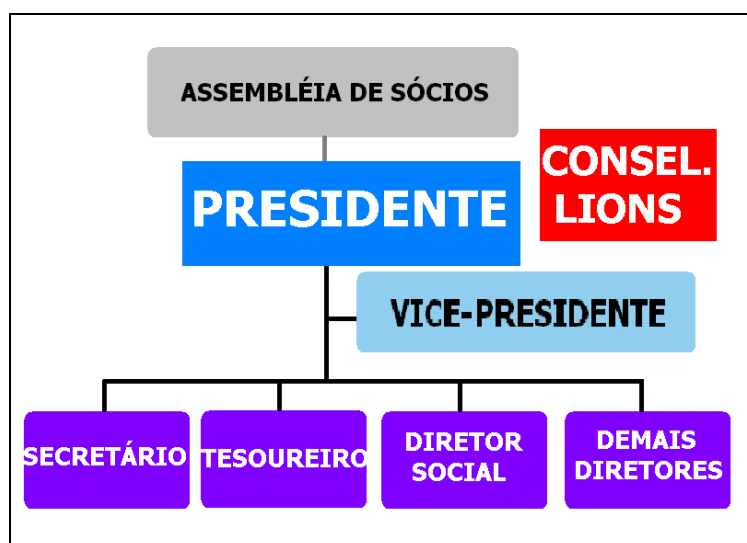 ASSEMBLÉIA DE SÓCIOS
PRESIDENTE
CONSEL.
LIONS
VICE-PRESIDENTE
SECRETÁRIO
TESOUREIRO
DIRETOR
SOCIAL
DEMAIS
DIRETORES